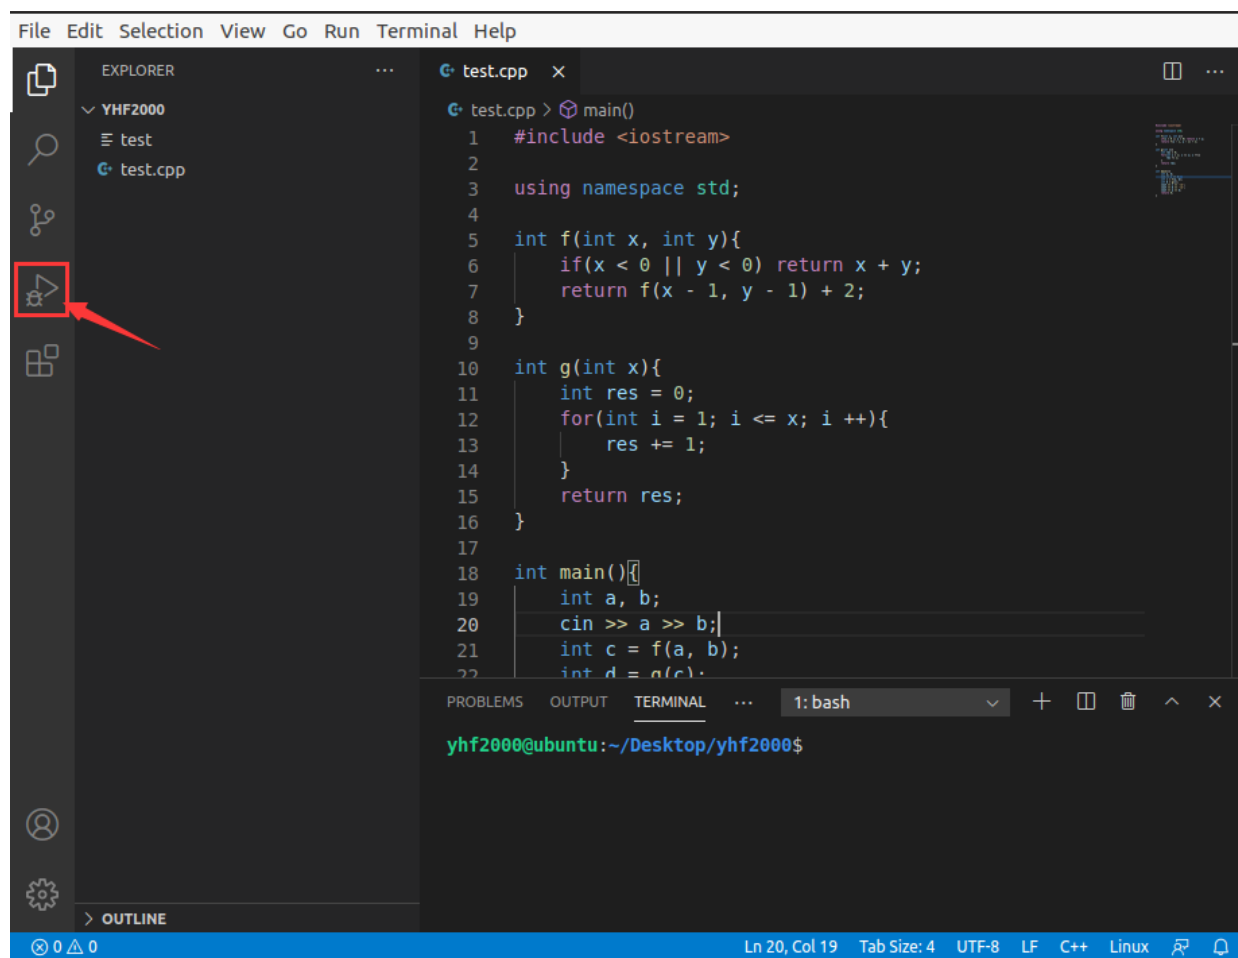 File Edit Selection View Go Run Terminal Help
EXPLORER
YHF2000
test
test.cpp
test.cpp
test.cpp > main()
1 #include <iostream>
2
3 using namespace std;
4
5 int f(int x, int y){
6 if(x < 0 || y < 0) return x + y;
7 return f(x - 1, y - 1) + 2;
8 }
9
10 int g(int x){
11 int res = 0;
12 for(int i = 1; i <= x; i ++){
13 res += 1;
14 }
15 return res;
16 }
17
18 int main(){
19 int a, b;
20 cin >> a >> b;
21 int c = f(a, b);
22 int d = g(c);
PROBLEMS OUTPUT TERMINAL ··· 1: bash
yhf2000@ubuntu:~/Desktop/yhf2000$
OUTLINE
0 0 Ln 20, Col 19 Tab Size: 4 UTF-8 LF C++ Linux